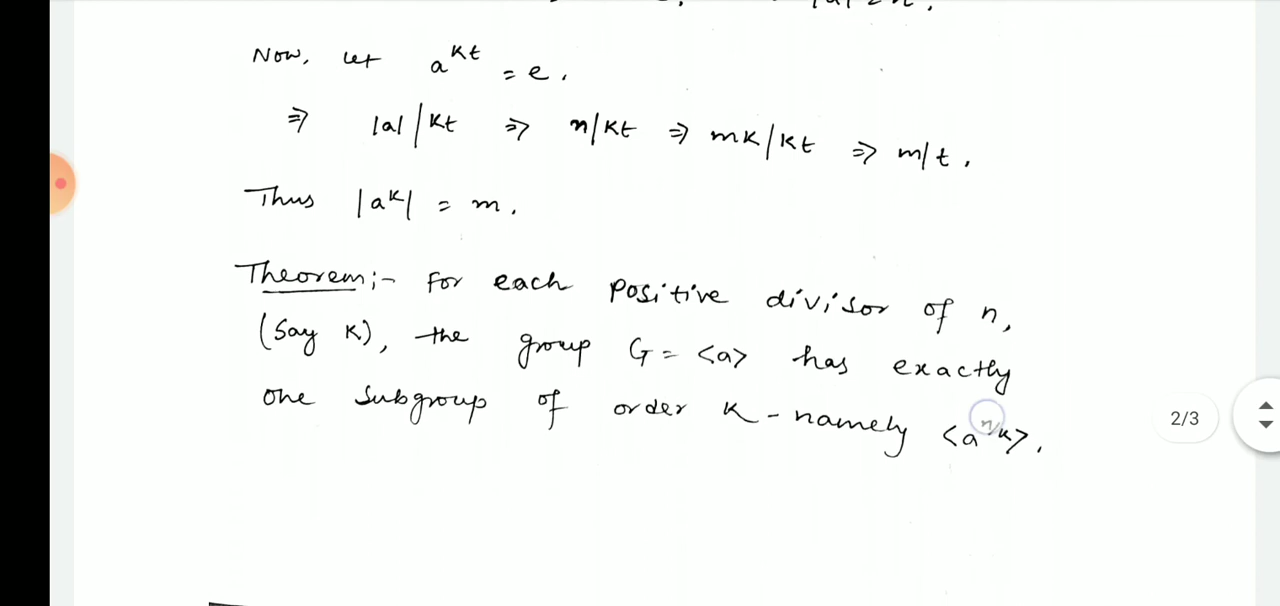 Now, let a^{kt} = e.
⇒ |a| / kt ⇒ n/kt ⇒ mk/kt ⇒ m/t.
Thus |a^k| = m.
Theorem:- For each positive divisor of n,
(Say k), the group G = <a> has exactly
one subgroup of order k - namely <a^{n/k}>.
2/3